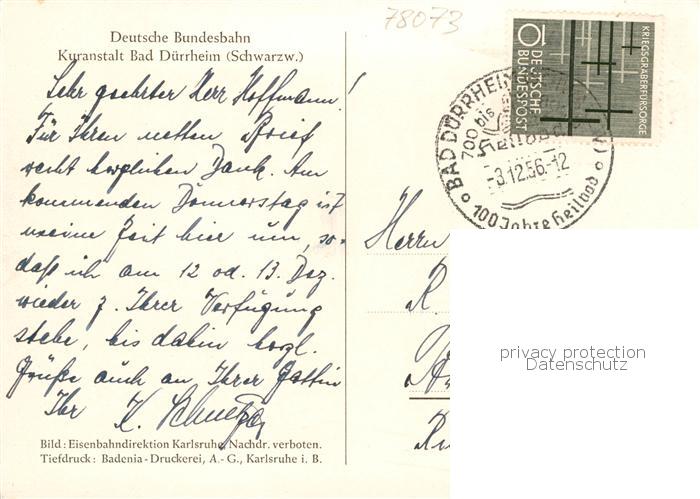 78073
Deutsche Bundesbahn
Kuranstalt Bad Dürrheim (Schwarzw.)
Sehr geehrter Herr Hoffmann!
Für Ihren netten Brief
recht herzlichen Dank. Am
kommenden Donnerstag ist
meine Zeit hier um, so-
daß ich am 12 od. 13. Dez.
wieder z. Ihrer Verfügung
stehe, bis dahin herzl.
Grüße auch an Ihrer Gattin
Ihr K.
Bild: Eisenbahndirektion Karlsruhe, Nachdr. verboten.
Tiefdruck: Badenia-Druckerei, A.-G., Karlsruhe i. B.
KRIEGSGRÄBERFÜRSORGE
10
DEUTSCHE
BUNDESPOST
BAD DÜRRHEIM
700 bis
-3.12.56.-12
100 Jahre Heilbad
Herrn
R.
privacy protection
Datenschutz